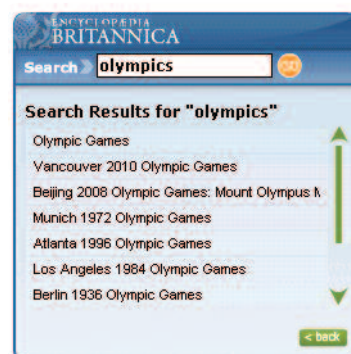 ENCYCLOPÆDIA
BRITANNICA
Search olympics GO
Search Results for "olympics"
Olympic Games
Vancouver 2010 Olympic Games
Beijing 2008 Olympic Games: Mount Olympus M
Munich 1972 Olympic Games
Atlanta 1996 Olympic Games
Los Angeles 1984 Olympic Games
Berlin 1936 Olympic Games
< back